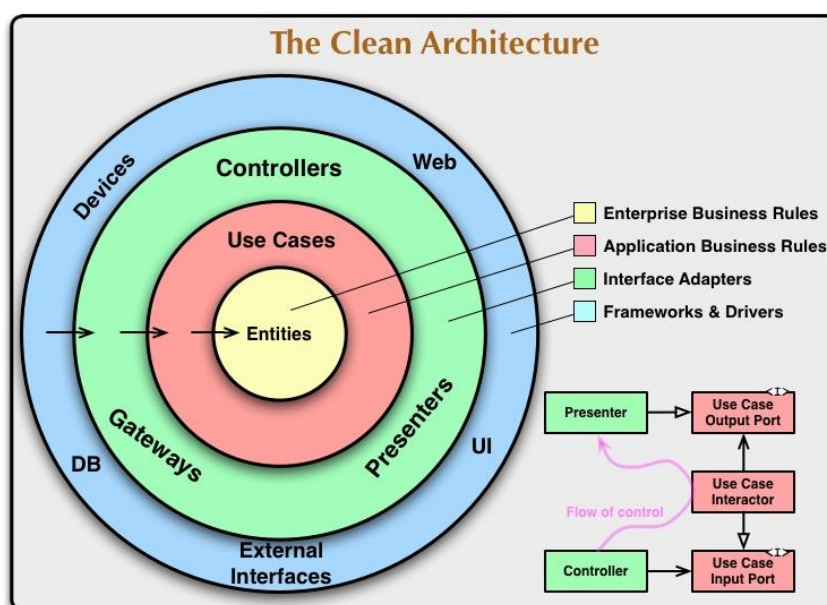 The Clean Architecture
Devices
Controllers
Web
Use Cases
Entities
Gateways
Presenters
DB
UI
External
Interfaces
Enterprise Business Rules
Application Business Rules
Interface Adapters
Frameworks & Drivers
Presenter
<I>
Use Case
Output Port
Flow of control
Use Case
Interactor
Controller
<I>
Use Case
Input Port